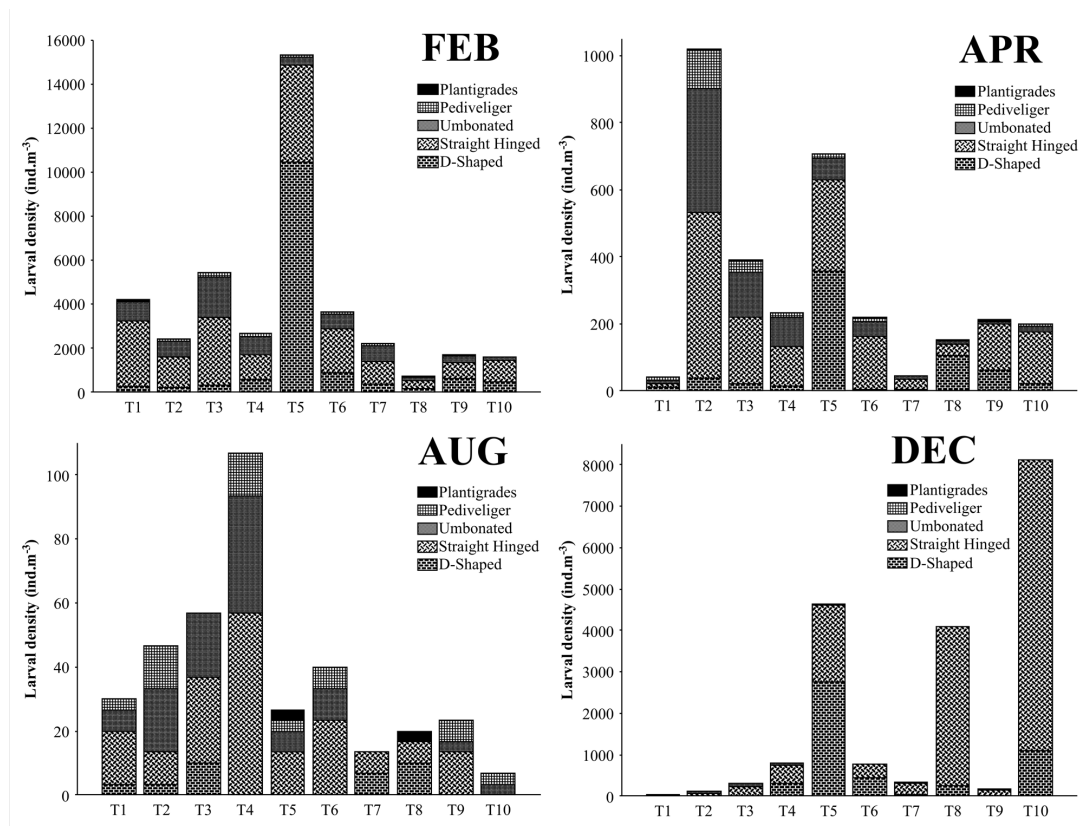 FEB
Larval density (ind.m⁻³)
16000
14000
12000
10000
8000
6000
4000
2000
0
Plantigrades
Pediveliger
Umbonated
Straight Hinged
D-Shaped
T1 T2 T3 T4 T5 T6 T7 T8 T9 T10
APR
Larval density (ind.m⁻³)
1000
800
600
400
200
0
Plantigrades
Pediveliger
Umbonated
Straight Hinged
D-Shaped
T1 T2 T3 T4 T5 T6 T7 T8 T9 T10
AUG
Larval density (ind.m⁻³)
100
80
60
40
20
0
Plantigrades
Pediveliger
Umbonated
Straight Hinged
D-Shaped
T1 T2 T3 T4 T5 T6 T7 T8 T9 T10
DEC
Larval density (ind.m⁻³)
8000
7000
6000
5000
4000
3000
2000
1000
0
Plantigrades
Pediveliger
Umbonated
Straight Hinged
D-Shaped
T1 T2 T3 T4 T5 T6 T7 T8 T9 T10